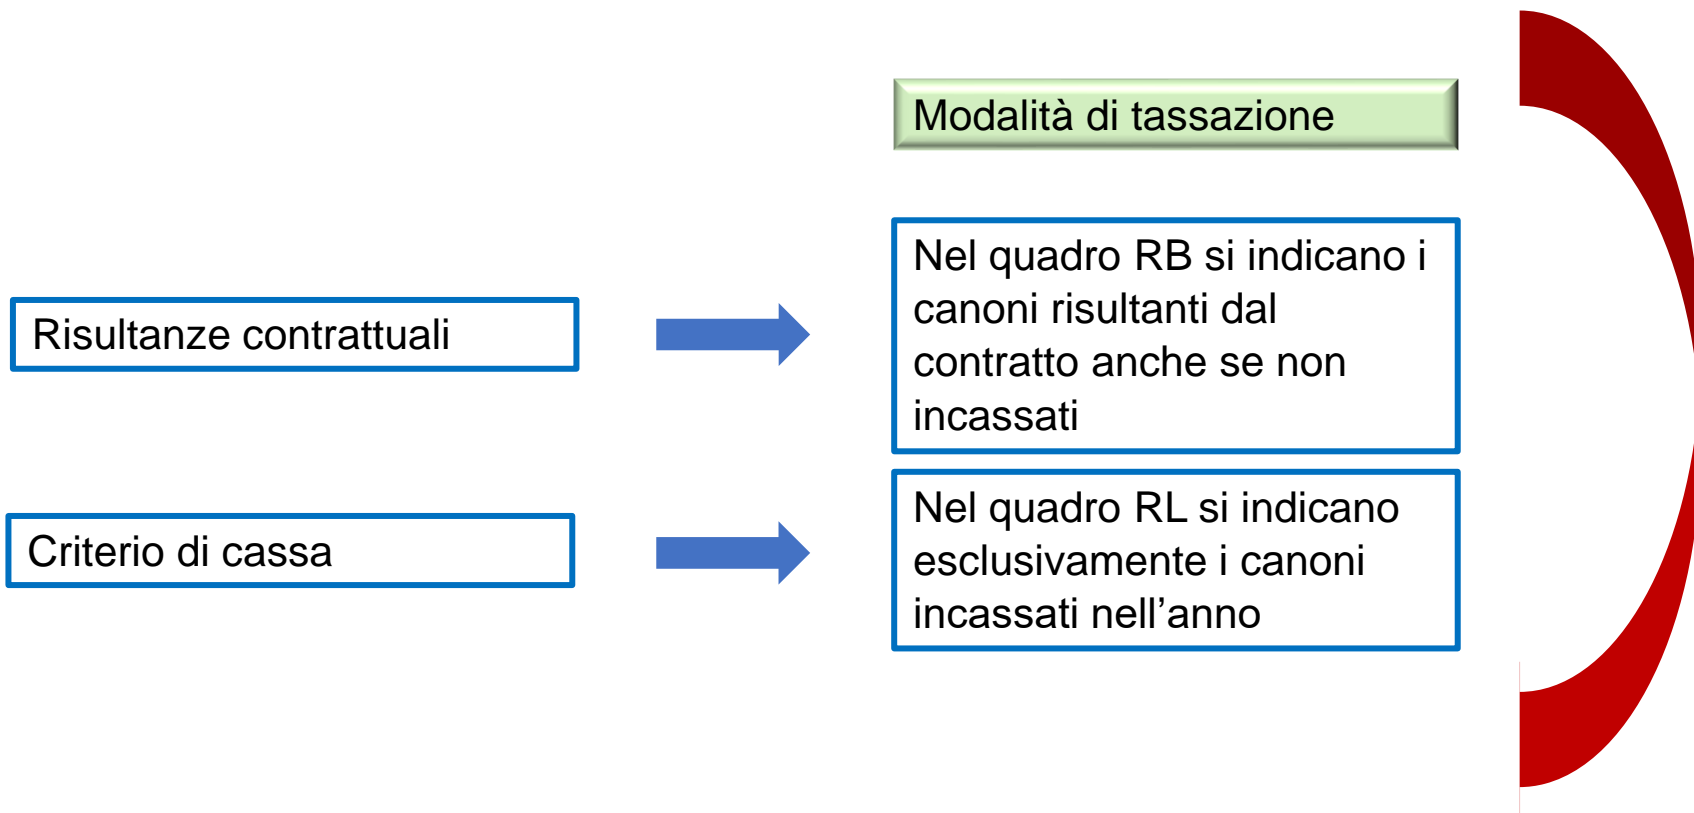 Modalità di tassazione
Risultanze contrattuali
Nel quadro RB si indicano i
canoni risultanti dal
contratto anche se non
incassati
Criterio di cassa
Nel quadro RL si indicano
esclusivamente i canoni
incassati nell’anno